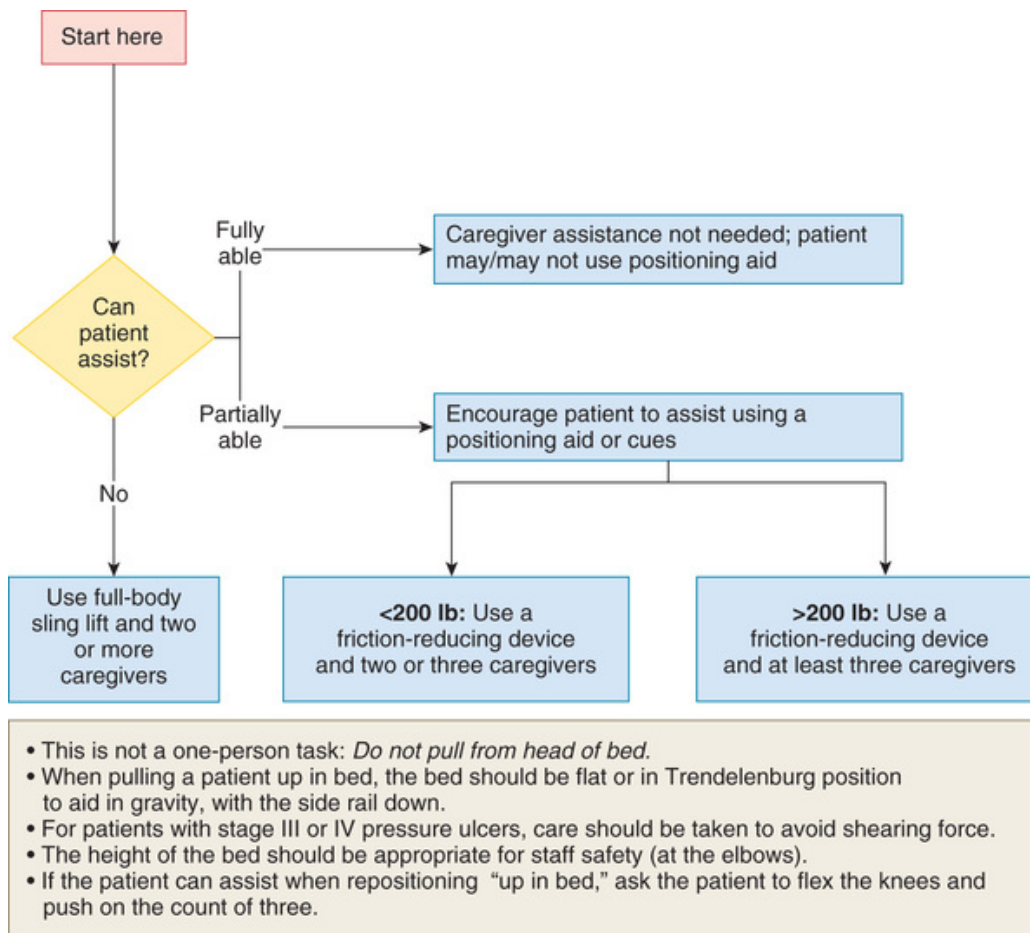 Start here
Fully
able
Caregiver assistance not needed; patient
may/may not use positioning aid
Can
patient
assist?
Partially
able
Encourage patient to assist using a
positioning aid or cues
No
Use full-body
sling lift and two
or more
caregivers
<200 lb: Use a
friction-reducing device
and two or three caregivers
>200 lb: Use a
friction-reducing device
and at least three caregivers
• This is not a one-person task: Do not pull from head of bed.
• When pulling a patient up in bed, the bed should be flat or in Trendelenburg position
to aid in gravity, with the side rail down.
• For patients with stage III or IV pressure ulcers, care should be taken to avoid shearing force.
• The height of the bed should be appropriate for staff safety (at the elbows).
• If the patient can assist when repositioning “up in bed,” ask the patient to flex the knees and
push on the count of three.